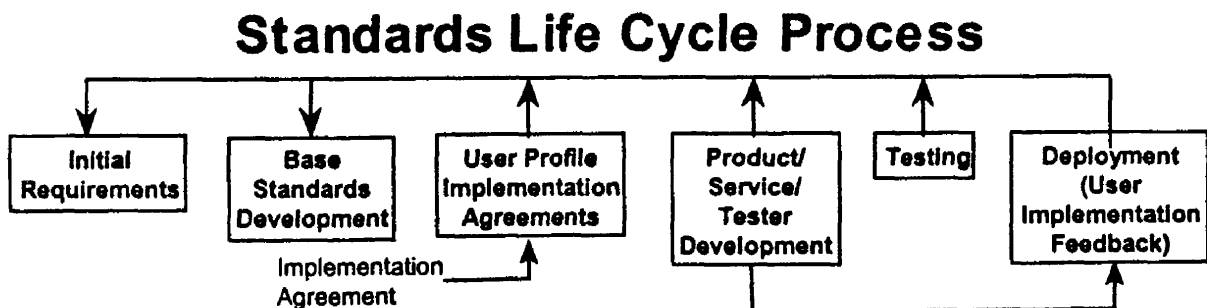 Standards Life Cycle Process
Initial
Requirements
Base
Standards
Development
User Profile
Implementation
Agreements
Product/
Service/
Tester
Development
Testing
Deployment
(User
Implementation
Feedback)
Implementation
Agreement